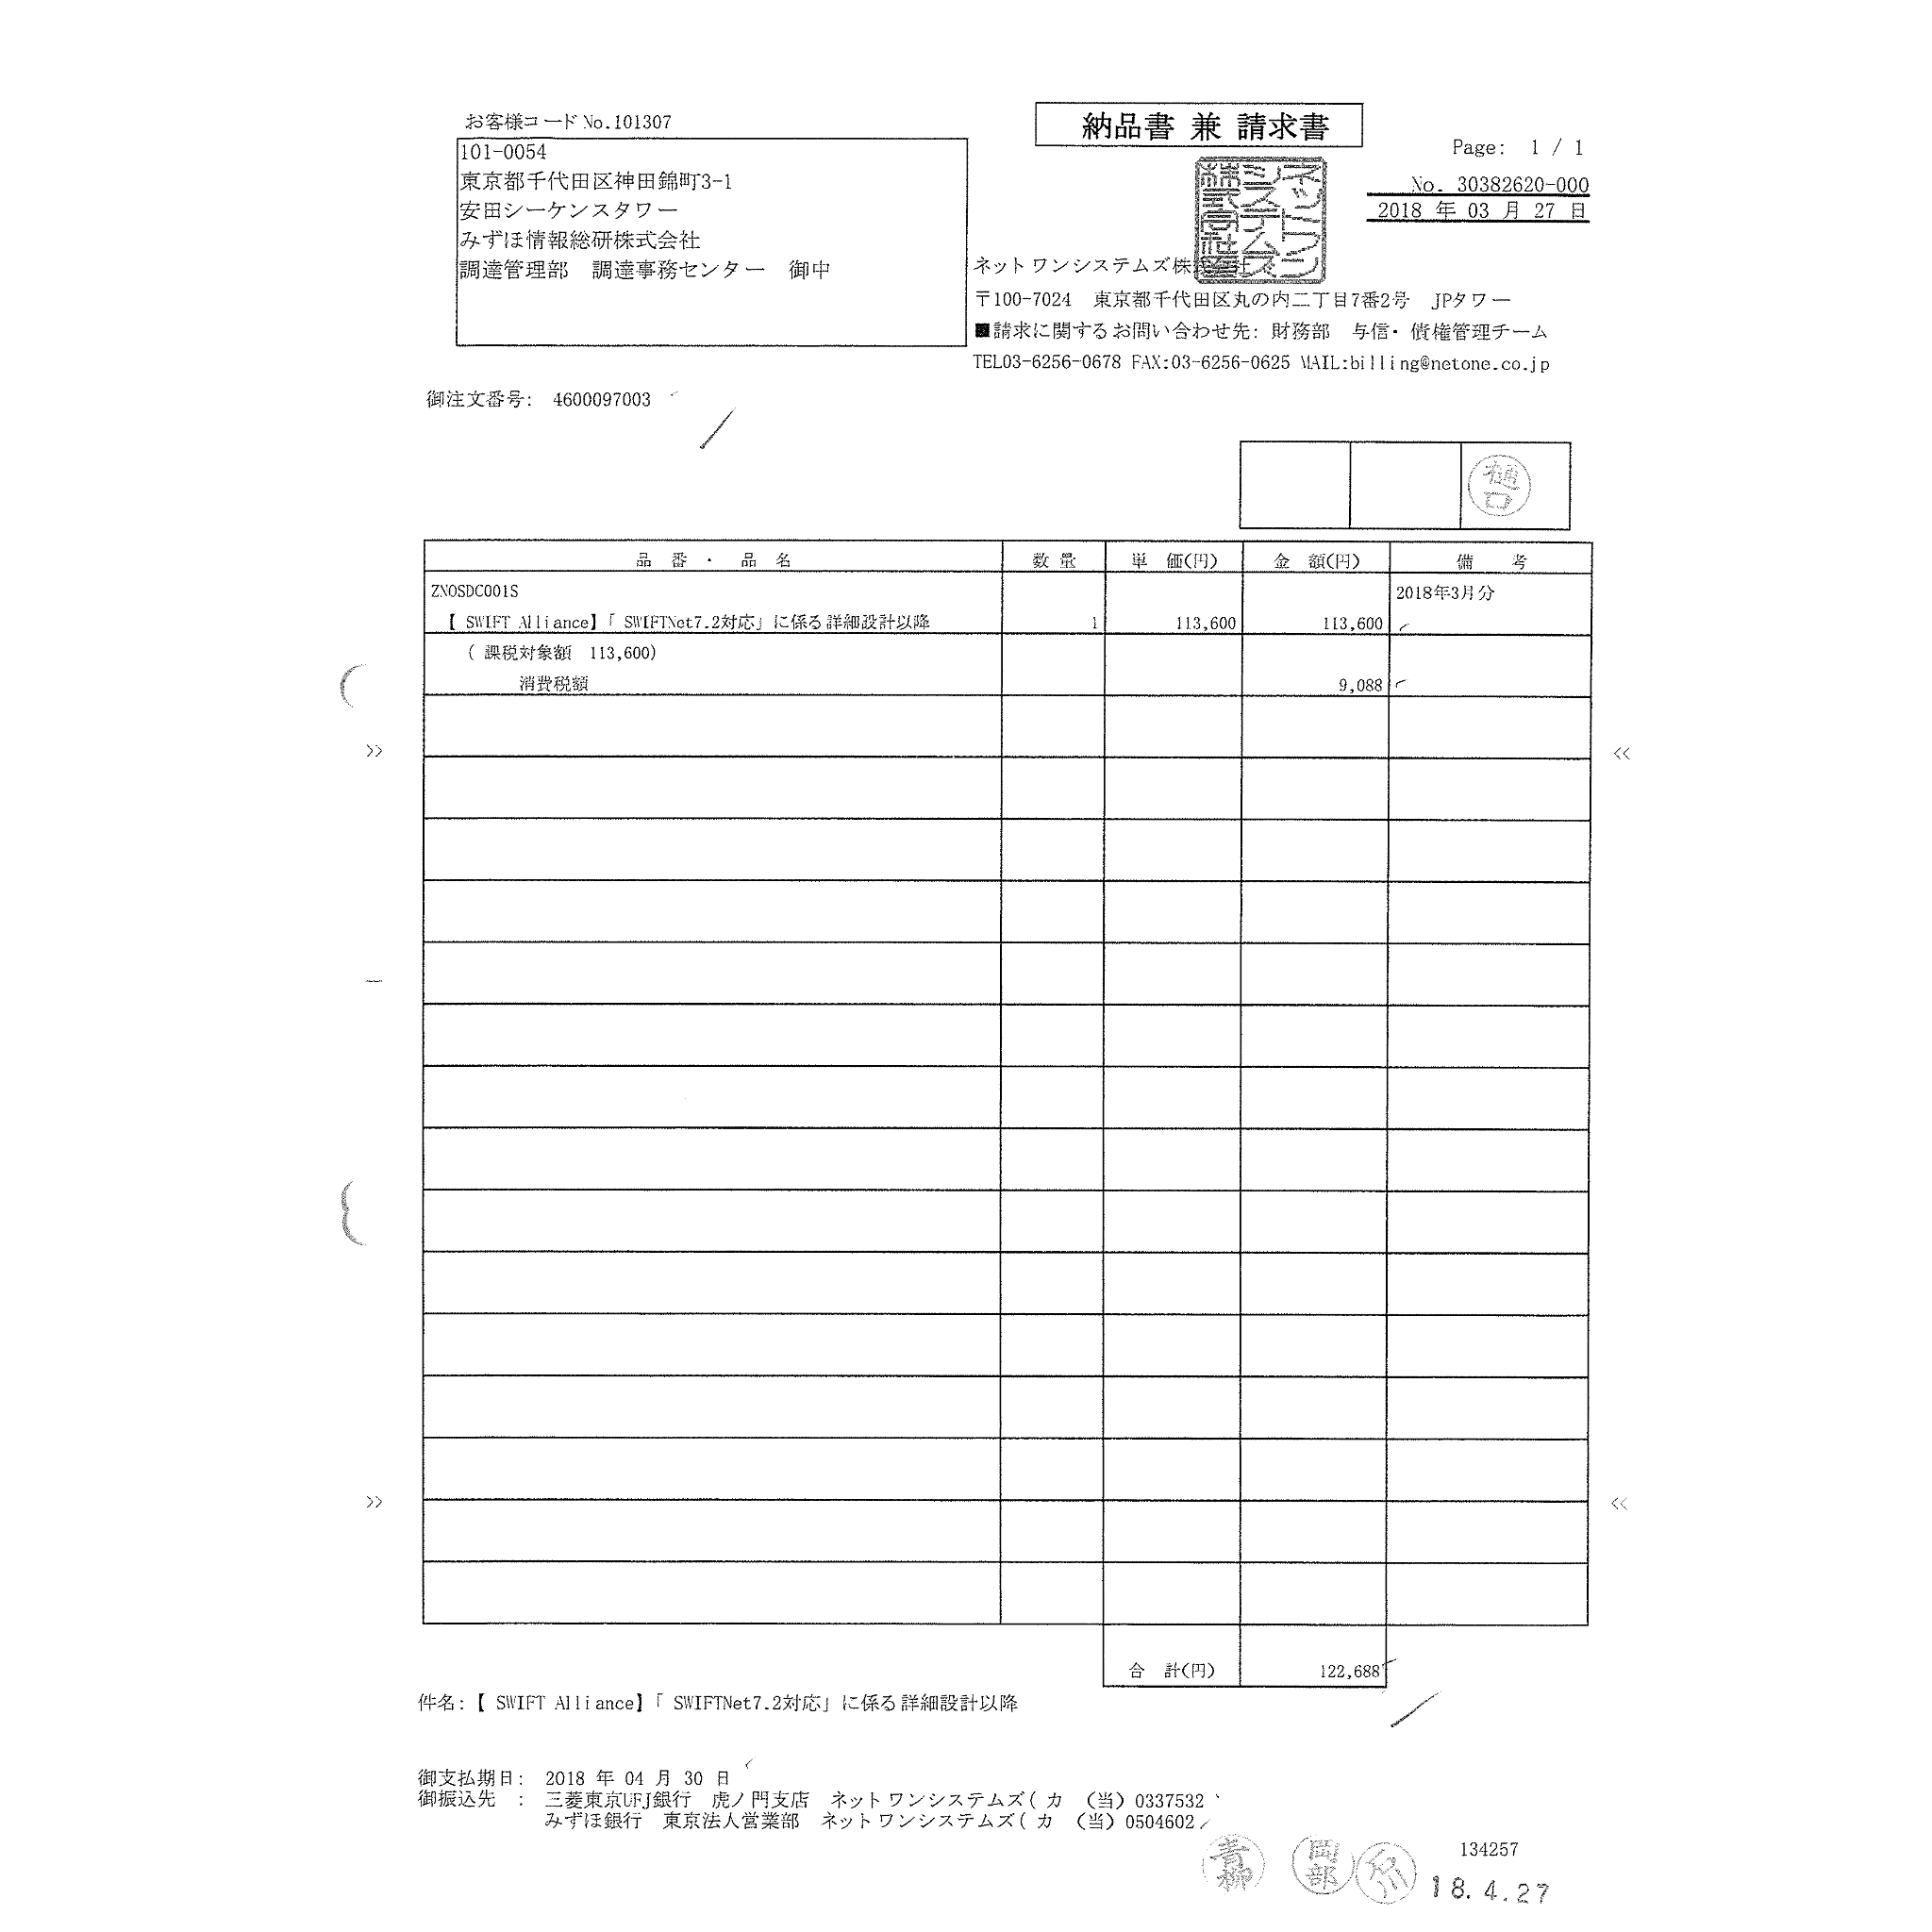 お客様コードNo.101307
納品書 兼 請求書
Page: 1 / 1
No. 30382620-000
2018 年 03 月 27 日
101-0054
東京都千代田区神田錦町3-1
安田シーケンスタワー
みずほ情報総研株式会社
調達管理部 調達事務センター 御中
ネットワンシステムズ株式会社
〒100-7024 東京都千代田区丸の内二丁目7番2号 JPタワー
■請求に関するお問い合わせ先: 財務部 与信・債権管理チーム
TEL03-6256-0678 FAX:03-6256-0625 MAIL:billing@netone.co.jp
御注文番号: 4600097003
樋口
品 番 ・ 品 名 数 量 単 価(円) 金 額(円) 備 考
ZNOSDC001S 2018年3月分
【 SWIFT Alliance】「 SWIFTNet7.2対応」に係る詳細設計以降 1 113,600 113,600
( 課税対象額 113,600)
消費税額 9,088
合 計(円) 122,688
件名:【 SWIFT Alliance】「 SWIFTNet7.2対応」に係る詳細設計以降
御支払期日: 2018 年 04 月 30 日
御振込先 : 三菱東京UFJ銀行 虎ノ門支店 ネットワンシステムズ( カ (当) 0337532
みずほ銀行 東京法人営業部 ネットワンシステムズ( カ (当) 0504602
青柳
岡部
134257
18.4.27